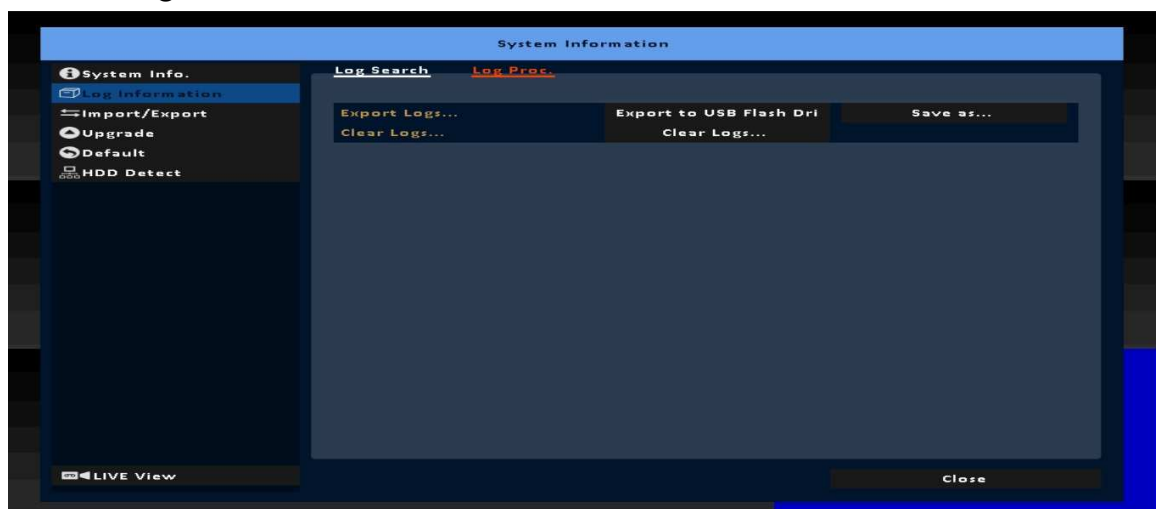 System Information
System Info.
Log Information
Import/Export
Upgrade
Default
HDD Detect
LIVE View
Log Search Log Proc.
Export Logs... Export to USB Flash Dri Save as...
Clear Logs... Clear Logs...
Close